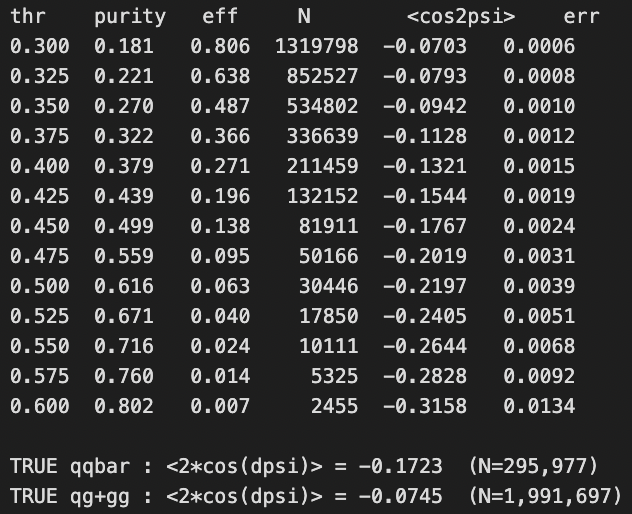 thr purity eff N <cos2psi> err
0.300 0.181 0.806 1319798 −0.0703 0.0006
0.325 0.221 0.638 852527 −0.0793 0.0008
0.350 0.270 0.487 534802 −0.0942 0.0010
0.375 0.322 0.366 336639 −0.1128 0.0012
0.400 0.379 0.271 211459 −0.1321 0.0015
0.425 0.439 0.196 132152 −0.1544 0.0019
0.450 0.499 0.138 81911 −0.1767 0.0024
0.475 0.559 0.095 50166 −0.2019 0.0031
0.500 0.616 0.063 30446 −0.2197 0.0039
0.525 0.671 0.040 17850 −0.2405 0.0051
0.550 0.716 0.024 10111 −0.2644 0.0068
0.575 0.760 0.014 5325 −0.2828 0.0092
0.600 0.802 0.007 2455 −0.3158 0.0134
TRUE qqbar : <2*cos(dpsi)> = −0.1723 (N=295,977)
TRUE qg+gg : <2*cos(dpsi)> = −0.0745 (N=1,991,697)